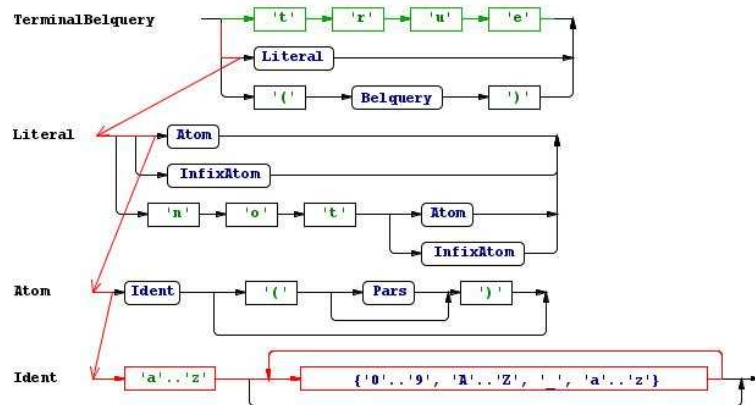 TerminalBelquery 't' 'r' 'u' 'e'
Literal
'(' Belquery ')'
Literal Atom
InfixAtom
'n' 'o' 't' Atom
InfixAtom
Atom Ident '(' Pars ')'
Ident 'a'..'z' {'0'..'9', 'A'..'Z', '_', 'a'..'z'}